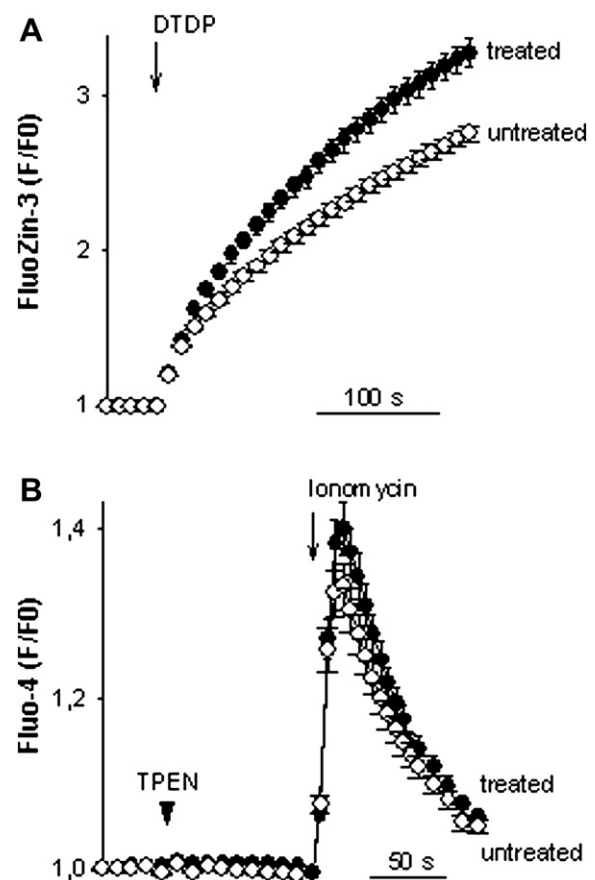 A
DTDP
treated
3
untreated
FluoZin-3 (F/F0)
2
100 s
1
B
Ionomycin
1,4
Fluo-4 (F/F0)
1,2
TPEN
treated
untreated
1,0
50 s